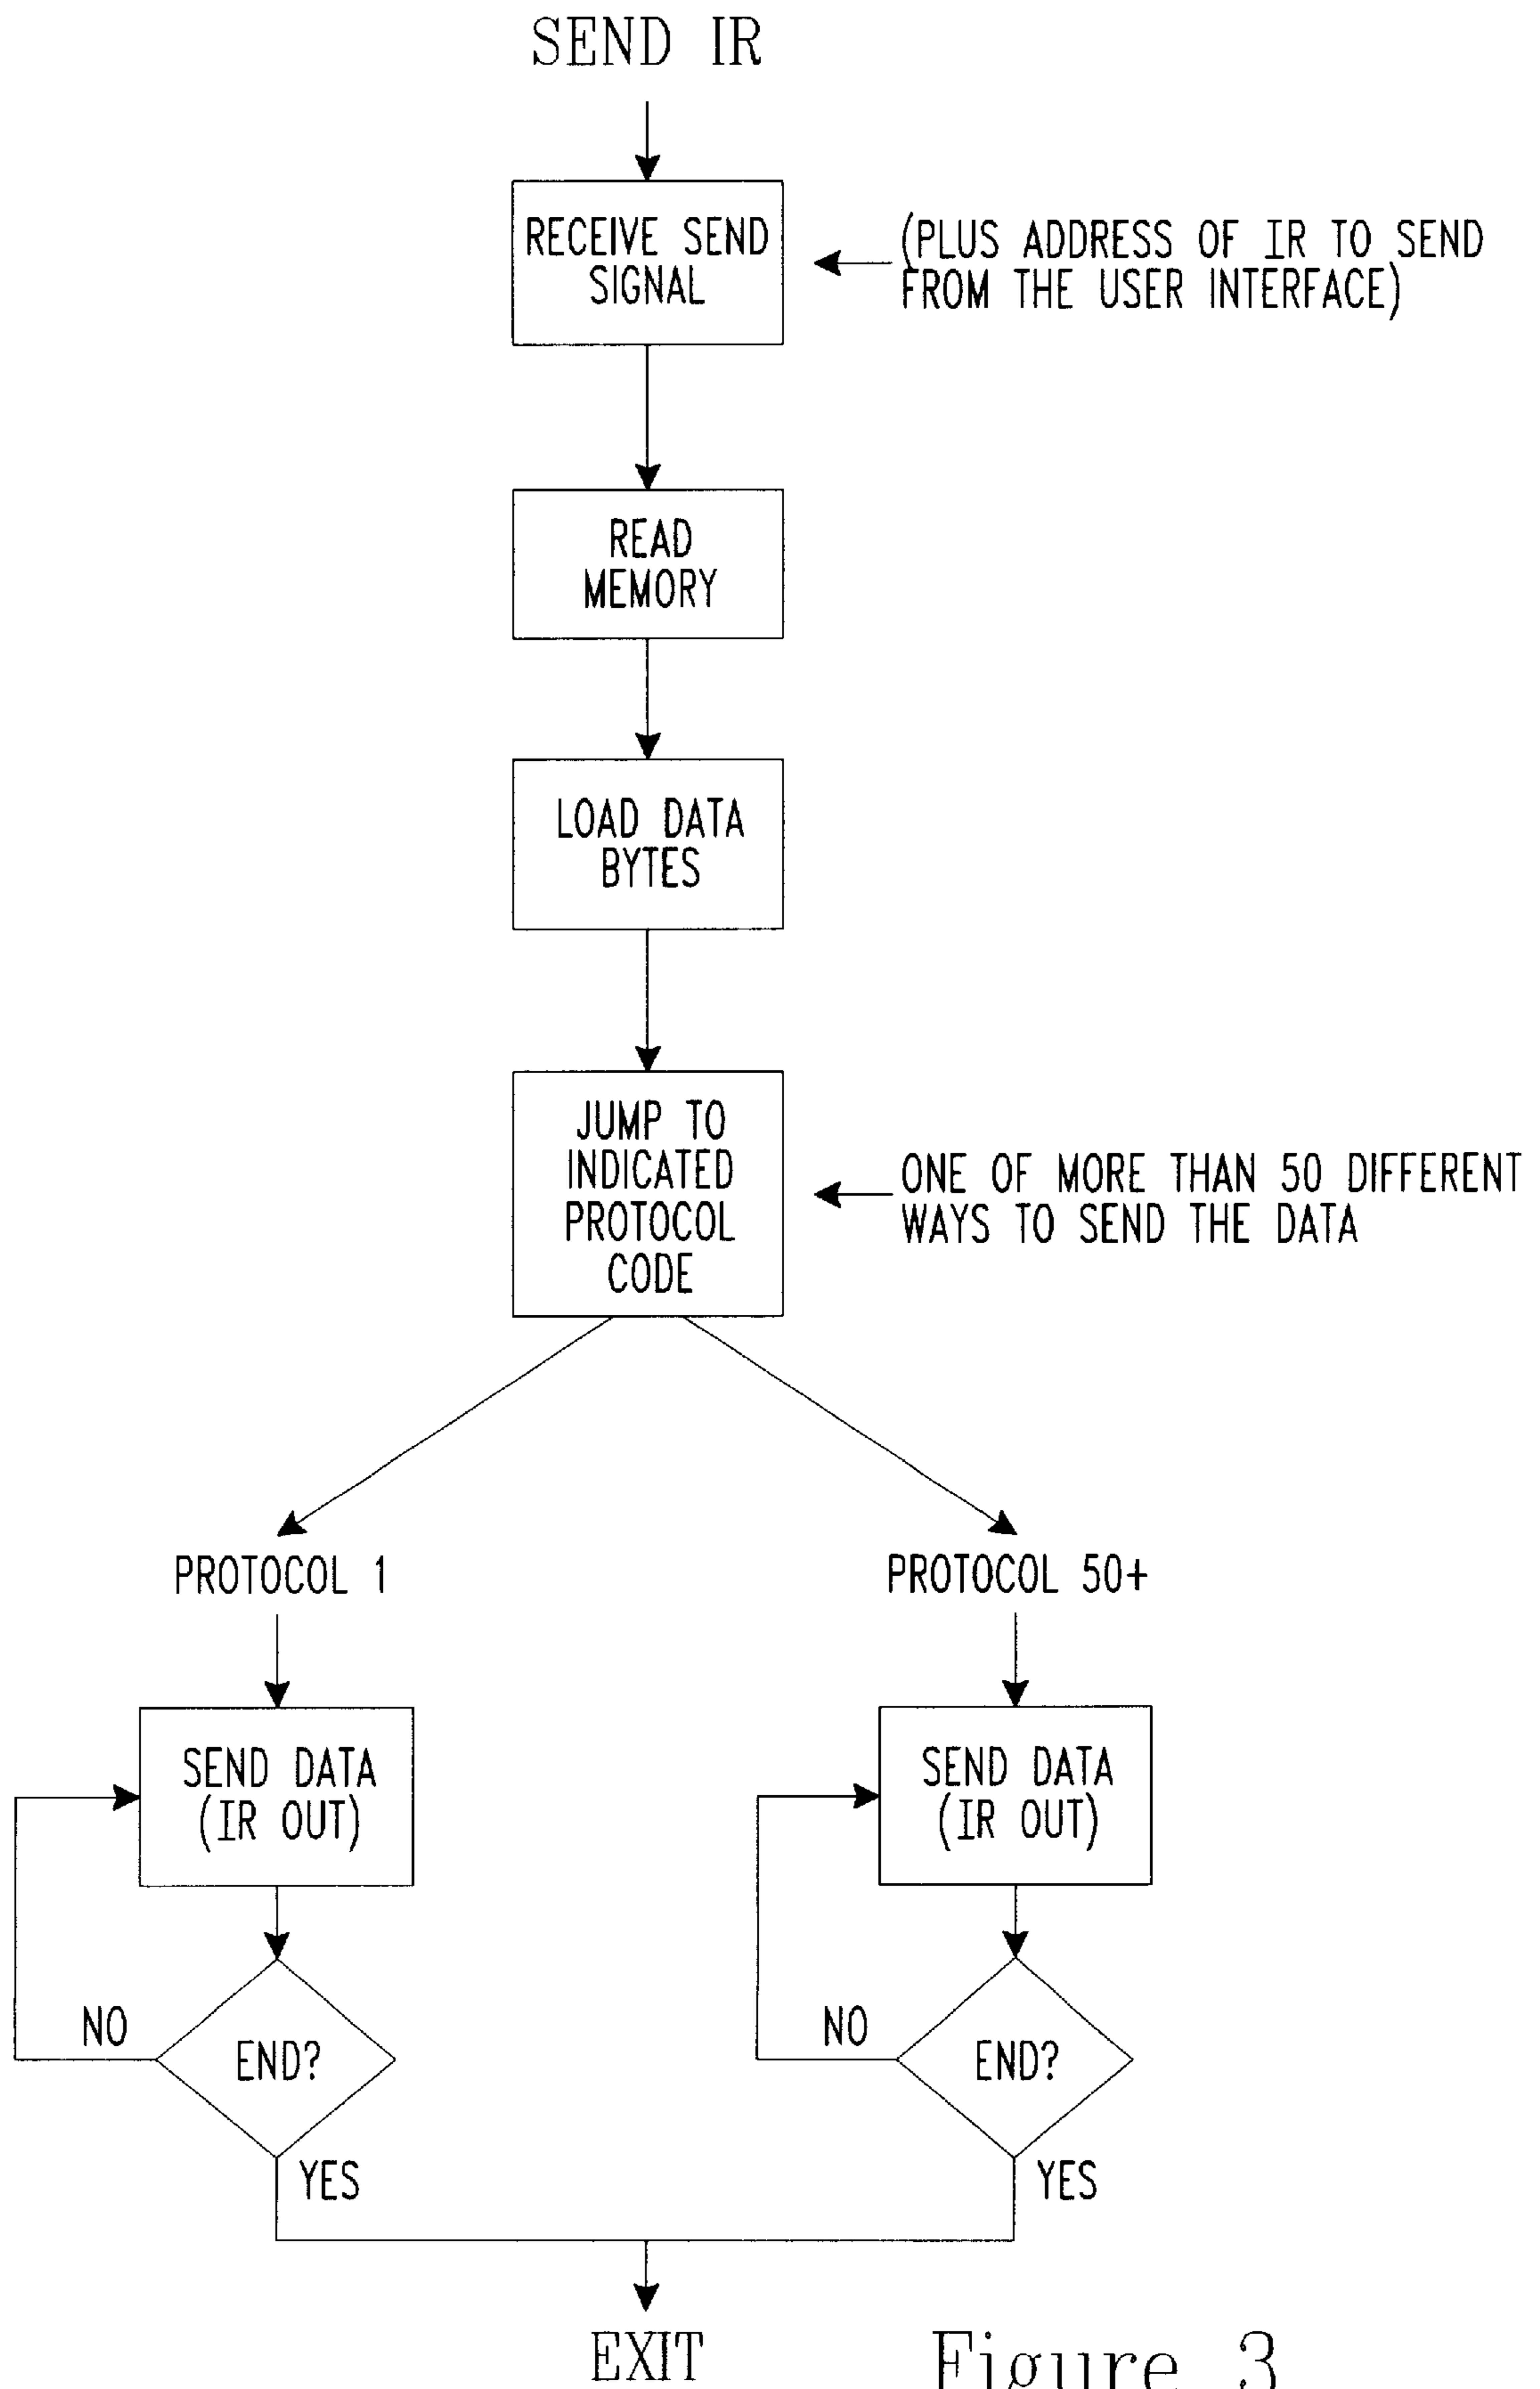 SEND IR
RECEIVE SEND
SIGNAL
(PLUS ADDRESS OF IR TO SEND
FROM THE USER INTERFACE)
READ
MEMORY
LOAD DATA
BYTES
JUMP TO
INDICATED
PROTOCOL
CODE
ONE OF MORE THAN 50 DIFFERENT
WAYS TO SEND THE DATA
PROTOCOL 1
PROTOCOL 50+
SEND DATA
(IR OUT)
SEND DATA
(IR OUT)
NO
END?
NO
END?
YES
YES
EXIT
Figure 3